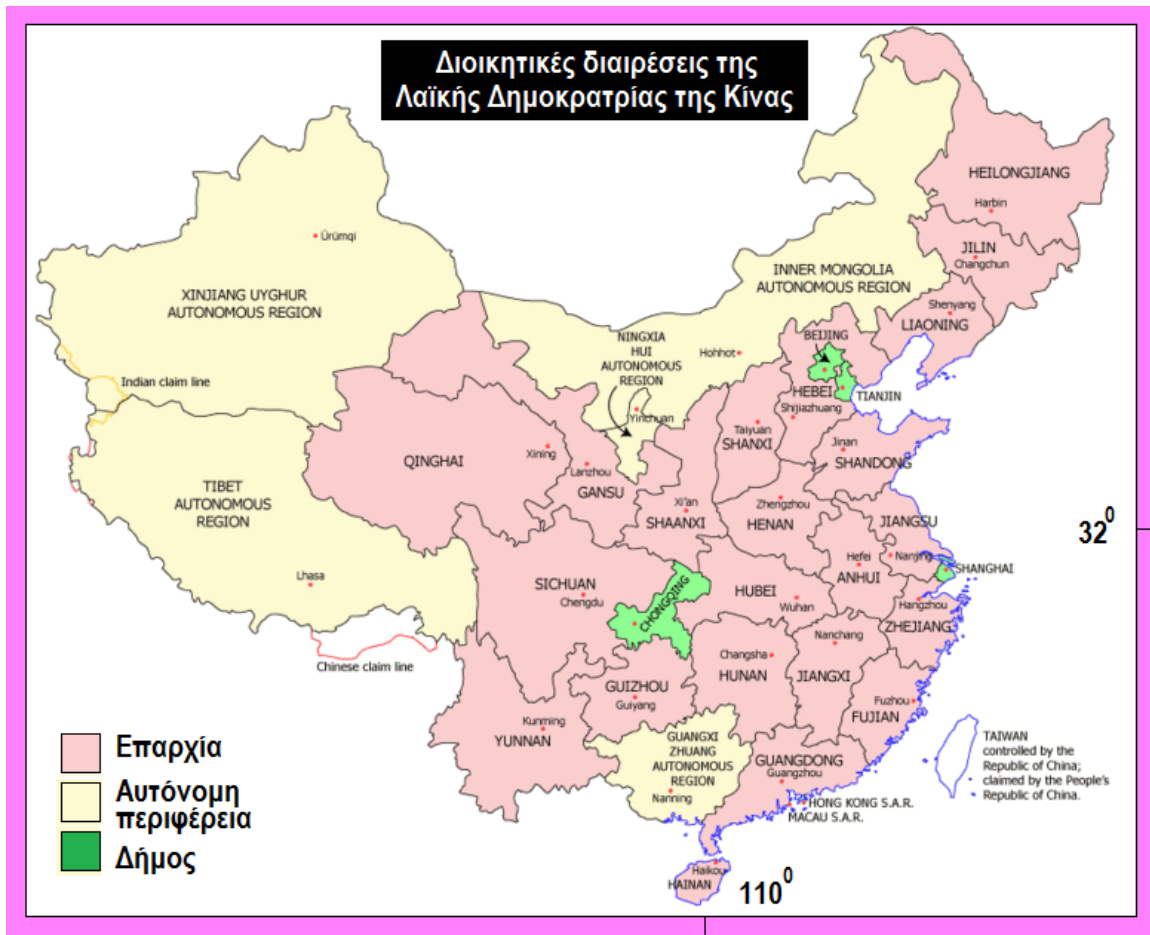 Διοικητικές διαιρέσεις της
Λαϊκής Δημοκρατρίας της Κίνας
HEILONGJIANG
Harbin
JILIN
Changchun
Ürümqi
INNER MONGOLIA
AUTONOMOUS REGION
XINJIANG UYGHUR
AUTONOMOUS REGION
Shenyang
LIAONING
NINGXIA
HUI
AUTONOMOUS
REGION
Hohhot
BEIJING
Indian claim line
HEBEI
TIANJIN
Shijiazhuang
Yinchuan
Taiyuan
SHANXI
Jinan
SHANDONG
QINGHAI
Xining
Lanzhou
GANSU
TIBET
AUTONOMOUS
REGION
Xi'an
SHAANXI
Zhengzhou
HENAN
JIANGSU
32⁰
Hefei
Nanjing
ANHUI
SHANGHAI
Lhasa
SICHUAN
Chengdu
CHONGQING
HUBEI
Wuhan
Hangzhou
ZHEJIANG
Nanchang
Chinese claim line
Changsha
HUNAN
JIANGXI
GUIZHOU
Guiyang
Fuzhou
FUJIAN
Kunming
YUNNAN
GUANGXI
ZHUANG
AUTONOMOUS
REGION
Nanning
GUANGDONG
Guangzhou
TAIWAN
controlled by the
Republic of China;
claimed by the People's
Republic of China.
HONG KONG S.A.R.
MACAU S.A.R.
Haikou
HAINAN
110⁰
Επαρχία
Αυτόνομη
περιφέρεια
Δήμος